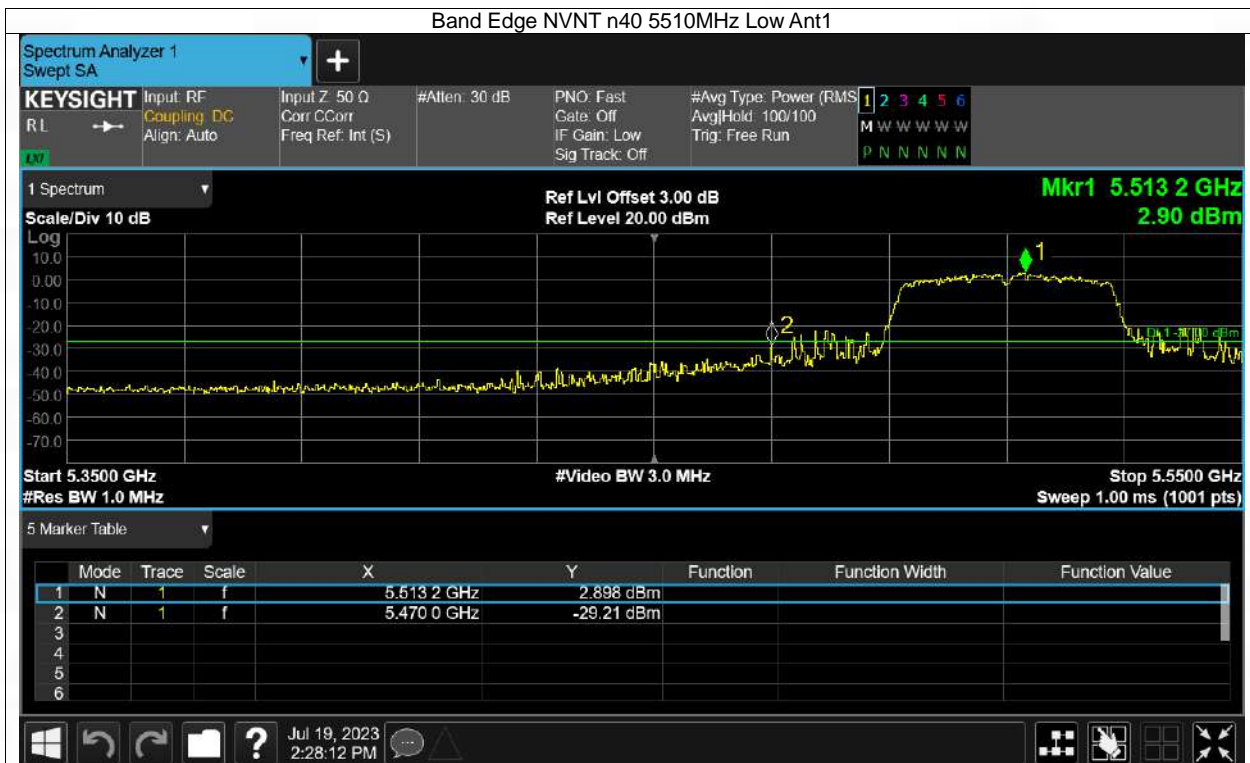 Band Edge NVNT n40 5510MHz Low Ant1
Spectrum Analyzer 1
Swept SA
+
KEYSIGHT
RL
LXI
Input: RF
Coupling: DC
Align: Auto
Input Z: 50 Ω
Corr CCorr
Freq Ref: Int (S)
#Atten: 30 dB
PNO: Fast
Gate: Off
IF Gain: Low
Sig Track: Off
#Avg Type: Power (RMS
Avg|Hold: 100/100
Trig: Free Run
1 2 3 4 5 6
M W W W W W
P N N N N N
1 Spectrum
Scale/Div 10 dB
Ref Lvl Offset 3.00 dB
Ref Level 20.00 dBm
Mkr1 5.513 2 GHz
2.90 dBm
Log
10.0
0.00
-10.0
-20.0
-30.0
-40.0
-50.0
-60.0
-70.0
1
2
dBm
Start 5.3500 GHz
#Res BW 1.0 MHz
#Video BW 3.0 MHz
Stop 5.5500 GHz
Sweep 1.00 ms (1001 pts)
5 Marker Table
Mode Trace Scale X Y Function Function Width Function Value
1 N 1 f 5.513 2 GHz 2.898 dBm
2 N 1 f 5.470 0 GHz -29.21 dBm
3
4
5
6
?
Jul 19, 2023
2:28:12 PM